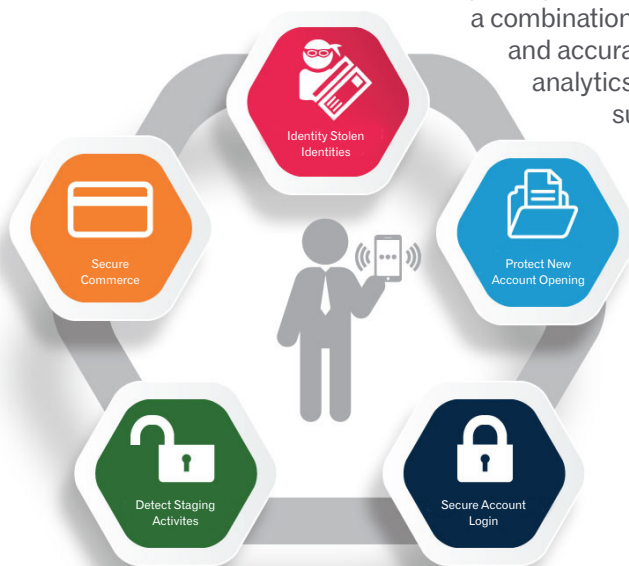 a combination
and accura
analytics
su
Identity Stolen
Identities
Secure
Commerce
Protect New
Account Opening
Detect Staging
Activites
Secure Account
Login